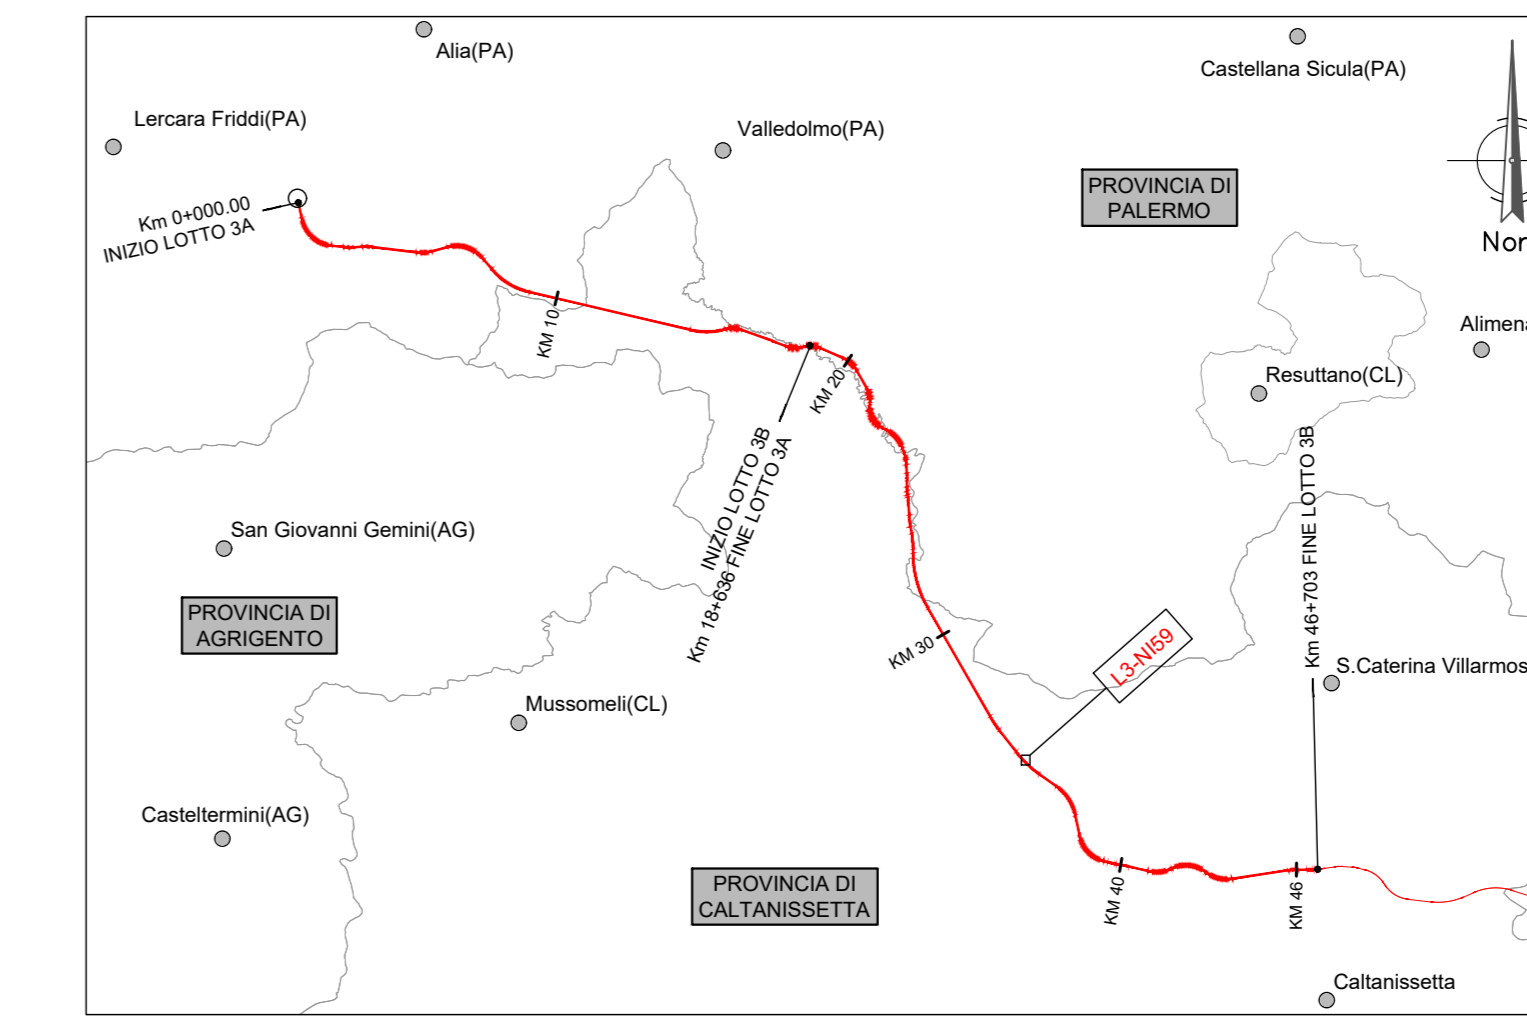 Alia(PA)
Castellana Sicula(PA)
Lercara Friddi(PA)
Valledolmo(PA)
PROVINCIA DI
PALERMO
Km 0+000.00
INIZIO LOTTO 3A
KM 10
Alimena
Resuttano(CL)
KM 20
INIZIO LOTTO 3B
Km 18+636 FINE LOTTO 3A
Km 46+703 FINE LOTTO 3B
San Giovanni Gemini(AG)
PROVINCIA DI
AGRIGENTO
KM 30
L3-NI59
S.Caterina Villarmos
Mussomeli(CL)
Casteltermini(AG)
PROVINCIA DI
CALTANISSETTA
KM 40
KM 46
Caltanissetta